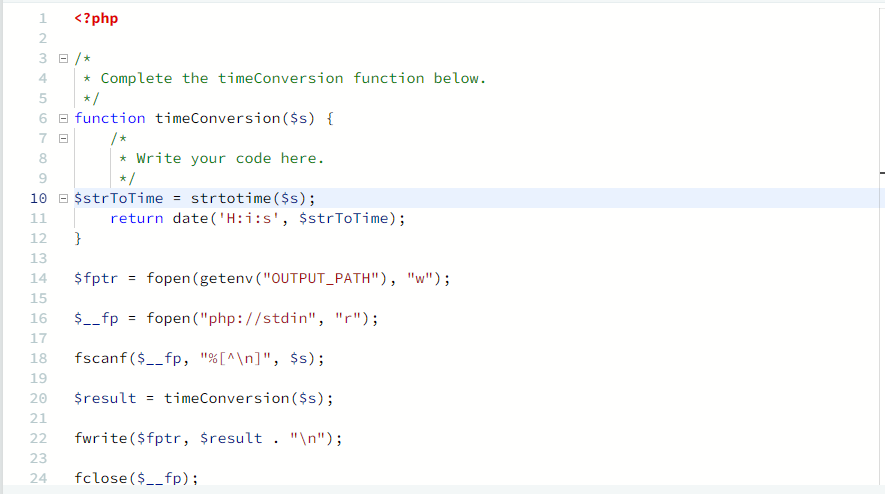 1 <?php
2
3 /*
4 * Complete the timeConversion function below.
5 */
6 function timeConversion($s) {
7 /*
8 * Write your code here.
9 */
10 $strToTime = strtotime($s);
11 return date('H:i:s', $strToTime);
12 }
13
14 $fptr = fopen(getenv("OUTPUT_PATH"), "w");
15
16 $__fp = fopen("php://stdin", "r");
17
18 fscanf($__fp, "%[^\n]", $s);
19
20 $result = timeConversion($s);
21
22 fwrite($fptr, $result . "\n");
23
24 fclose($__fp);